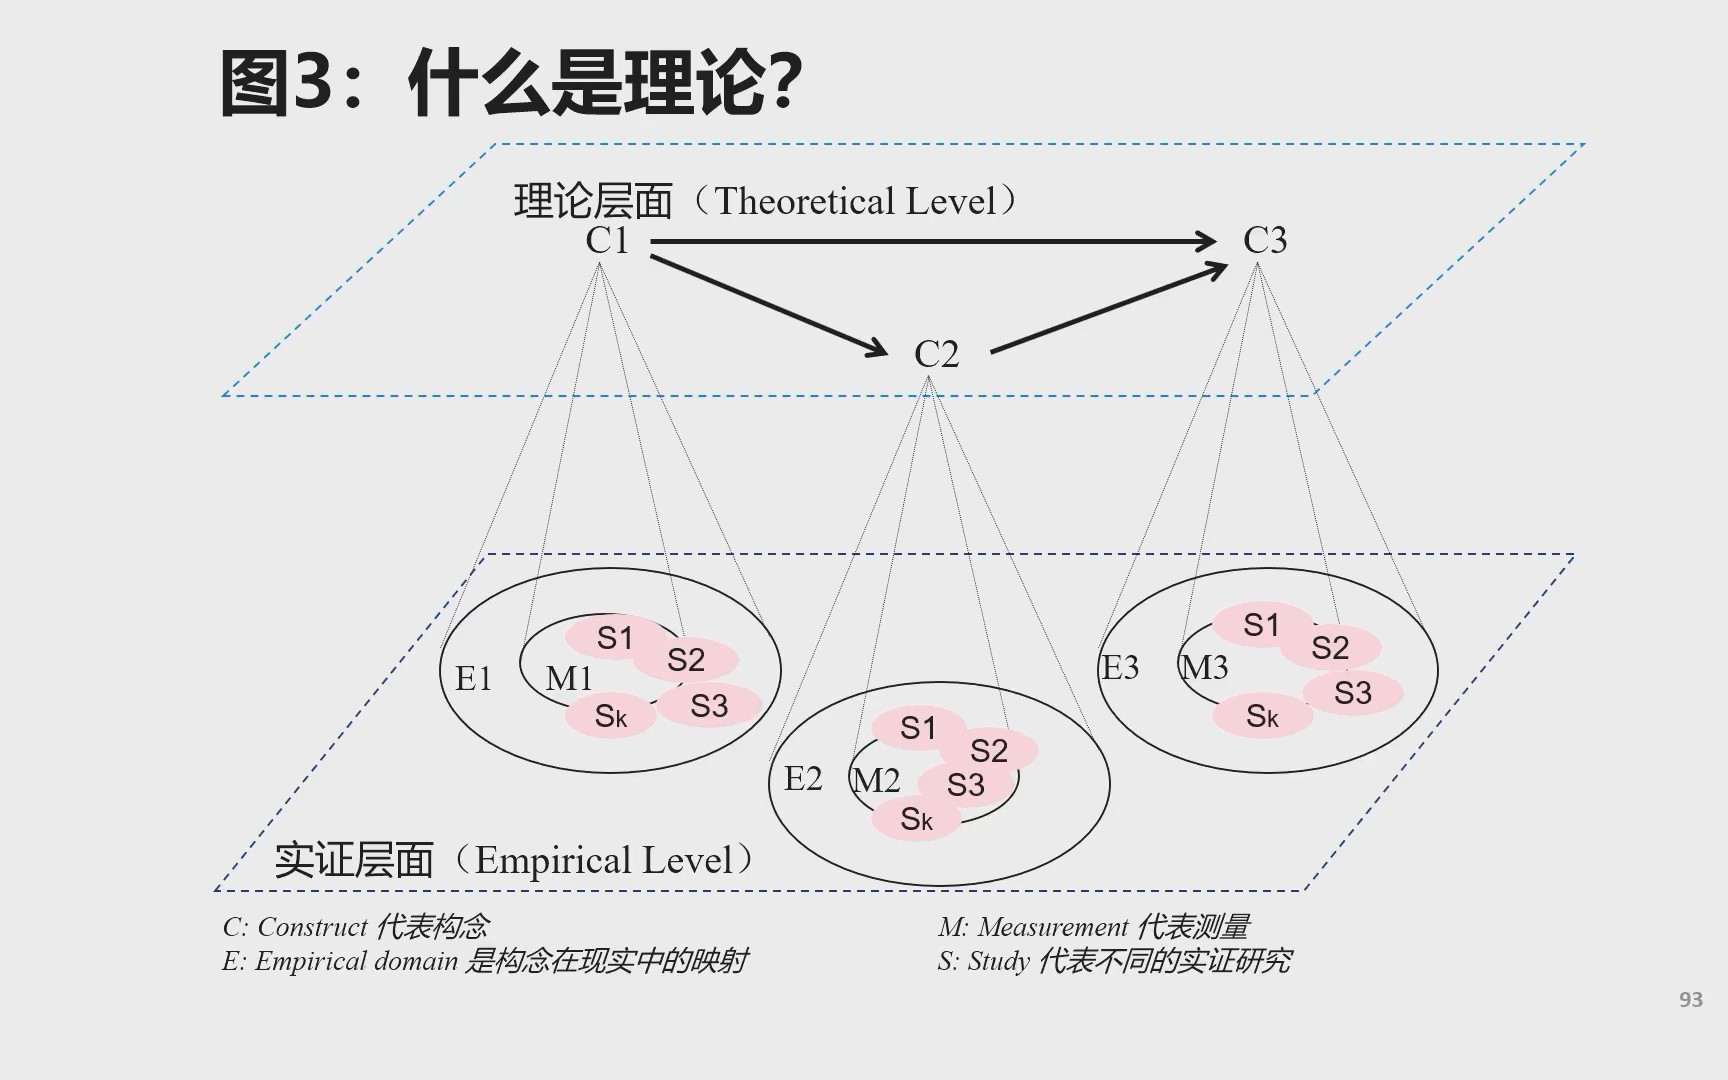 图3：什么是理论？
理论层面（Theoretical Level）
C1
C3
C2
S1
S2
E1
M1
S3
Sk
S1
S2
E2
M2
S3
Sk
S1
S2
E3
M3
S3
Sk
实证层面（Empirical Level）
C: Construct 代表构念
M: Measurement 代表测量
E: Empirical domain 是构念在现实中的映射
S: Study 代表不同的实证研究
93